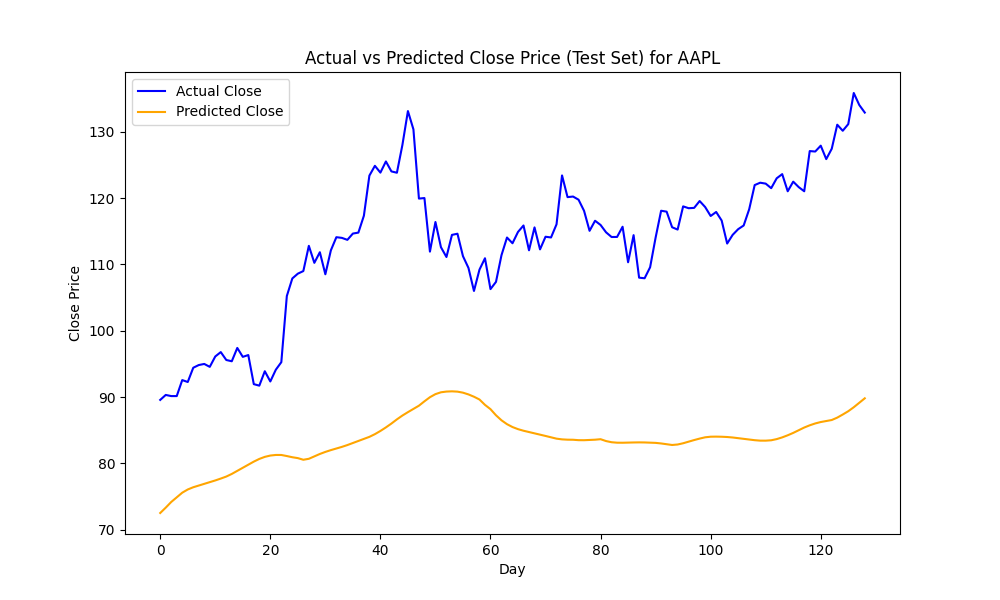 Actual vs Predicted Close Price (Test Set) for AAPL
Actual Close
Predicted Close
Close Price
130
120
110
100
90
80
70
0 20 40 60 80 100 120
Day